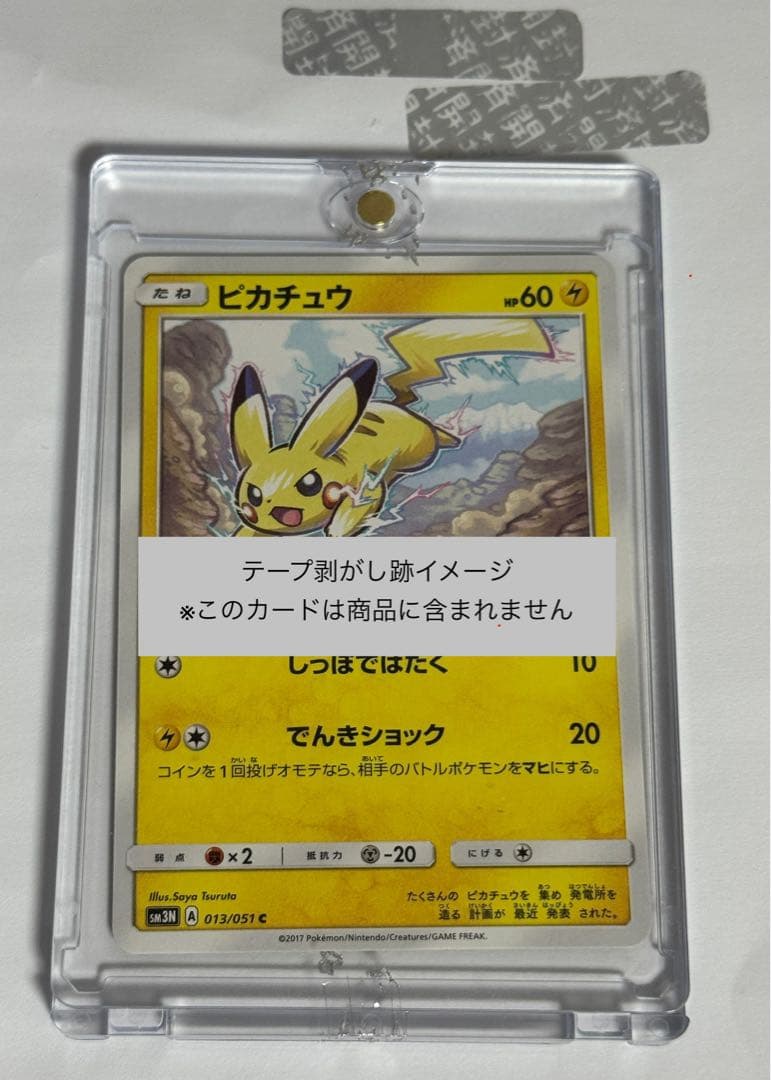 開封済
開封済
たね
ピカチュウ
HP60
テープ剥がし跡イメージ
※このカードは商品に含まれません
しっぽではたく 10
でんきショック 20
コインを1回投げオモテなら、相手のバトルポケモンをマヒにする。
弱点 ×2 抵抗力 -20 にげる
Illus.Saya Tsuruta
たくさんの ピカチュウを 集め 発電所を
造る 計画が 最近 発表 された。
SM3N A 013/051 C
©2017 Pokémon/Nintendo/Creatures/GAME FREAK.